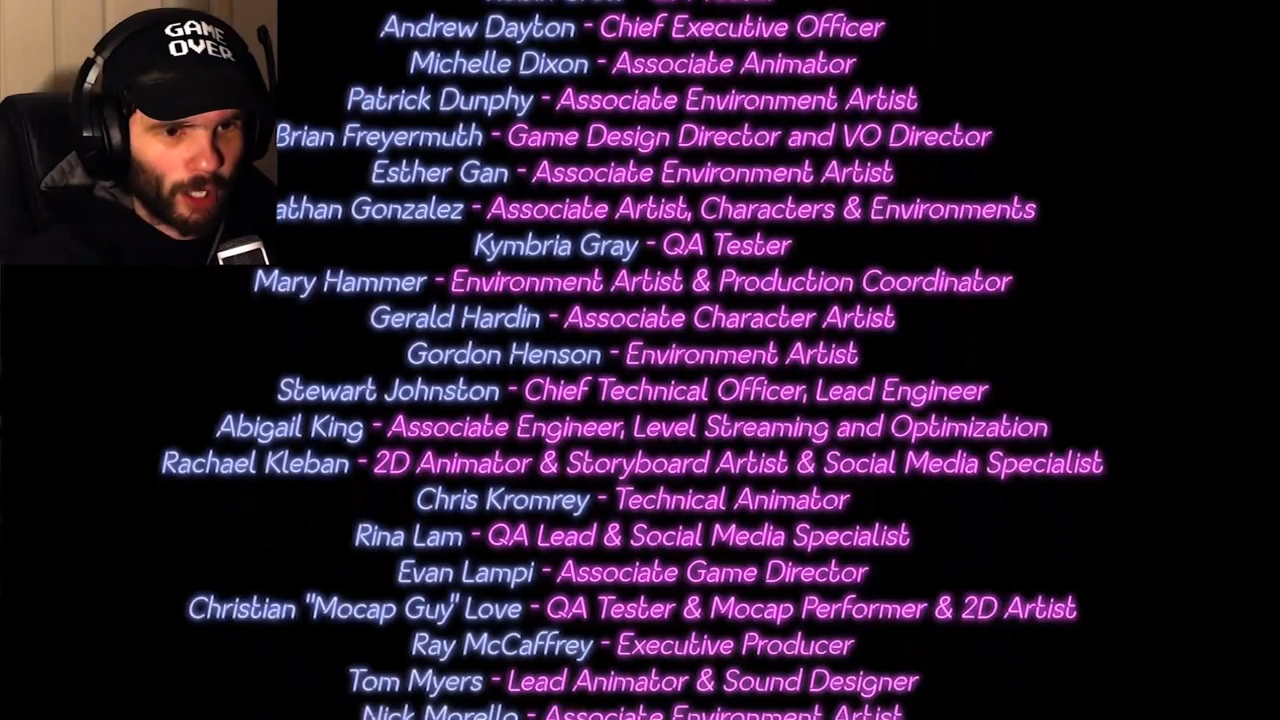 GAME
OVER
Andrew Dayton - Chief Executive Officer
Michelle Dixon - Associate Animator
Patrick Dunphy - Associate Environment Artist
Brian Freyermuth - Game Design Director and VO Director
Esther Gan - Associate Environment Artist
Gonzalez - Associate Artist, Characters & Environments
Kymbria Gray - QA Tester
Mary Hammer - Environment Artist & Production Coordinator
Gerald Hardin - Associate Character Artist
Gordon Henson - Environment Artist
Stewart Johnston - Chief Technical Officer, Lead Engineer
Abigail King - Associate Engineer, Level Streaming and Optimization
Rachael Kleban - 2D Animator & Storyboard Artist & Social Media Specialist
Chris Kromrey - Technical Animator
Rina Lam - QA Lead & Social Media Specialist
Evan Lampi - Associate Game Director
Christian "Mocap Guy" Love - QA Tester & Mocap Performer & 2D Artist
Ray McCaffrey - Executive Producer
Tom Myers - Lead Animator & Sound Designer
Nick Morello - Associate Environment Artist